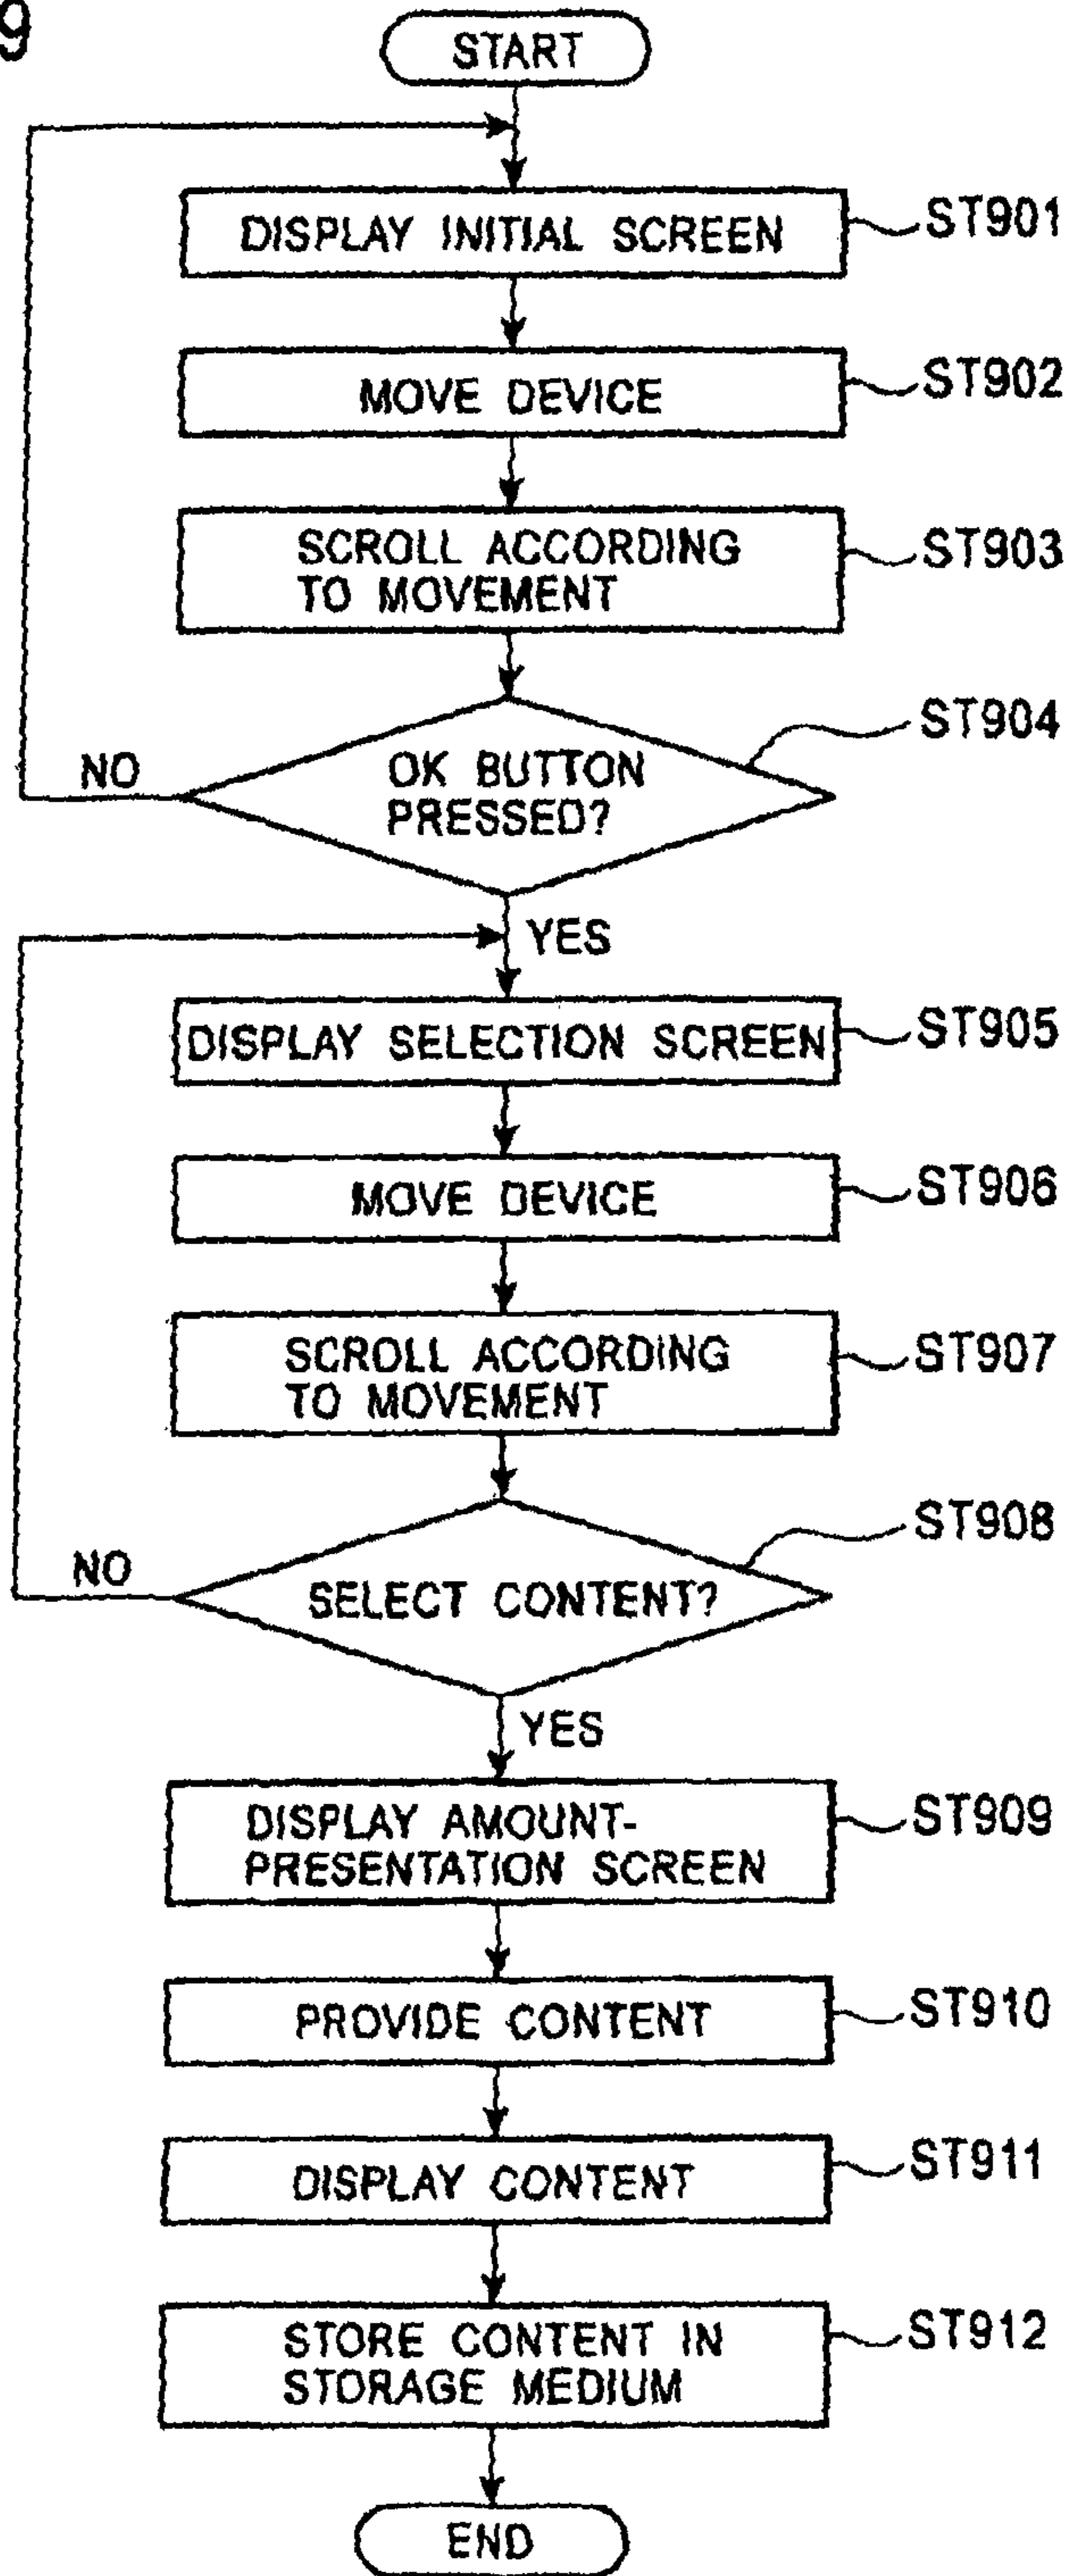 9
START
DISPLAY INITIAL SCREEN
ST901
MOVE DEVICE
ST902
SCROLL ACCORDING
TO MOVEMENT
ST903
OK BUTTON
PRESSED?
ST904
NO
YES
DISPLAY SELECTION SCREEN
ST905
MOVE DEVICE
ST906
SCROLL ACCORDING
TO MOVEMENT
ST907
SELECT CONTENT?
ST908
NO
YES
DISPLAY AMOUNT-
PRESENTATION SCREEN
ST909
PROVIDE CONTENT
ST910
DISPLAY CONTENT
ST911
STORE CONTENT IN
STORAGE MEDIUM
ST912
END